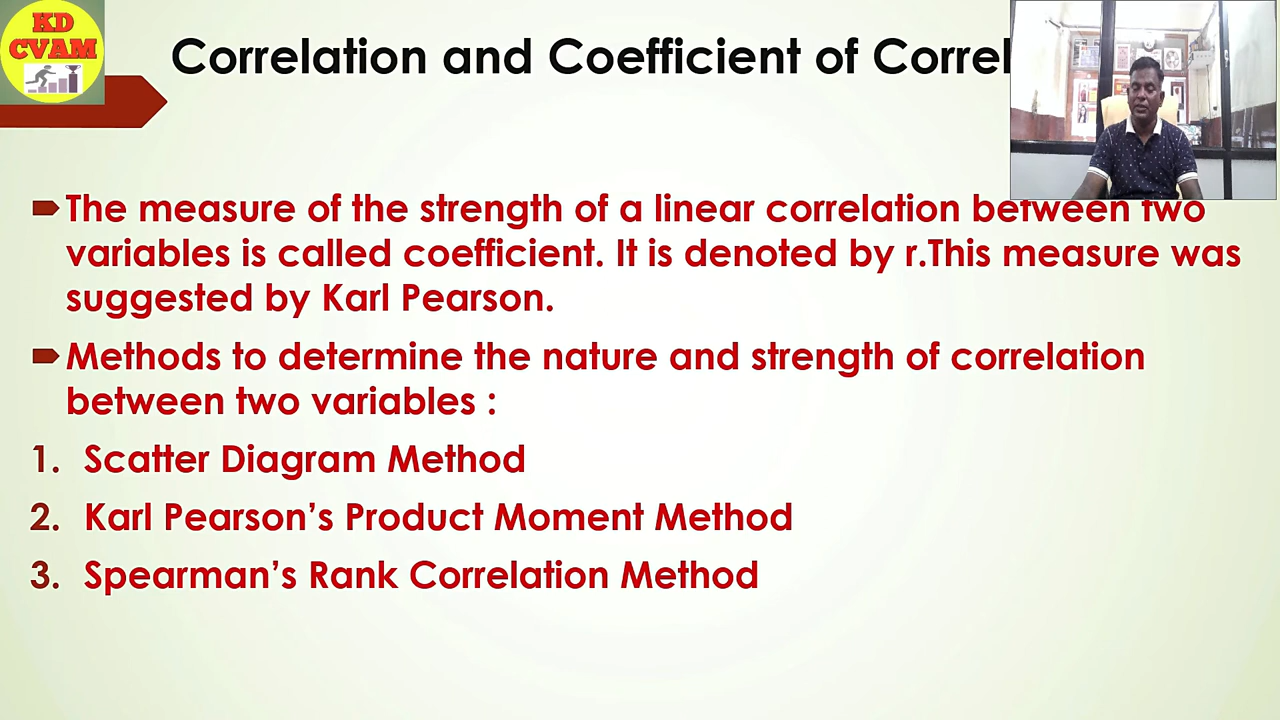 KD
CVAM
Correlation and Coefficient of Correl
The measure of the strength of a linear correlation between two
variables is called coefficient. It is denoted by r.This measure was
suggested by Karl Pearson.
Methods to determine the nature and strength of correlation
between two variables :
1. Scatter Diagram Method
2. Karl Pearson’s Product Moment Method
3. Spearman’s Rank Correlation Method